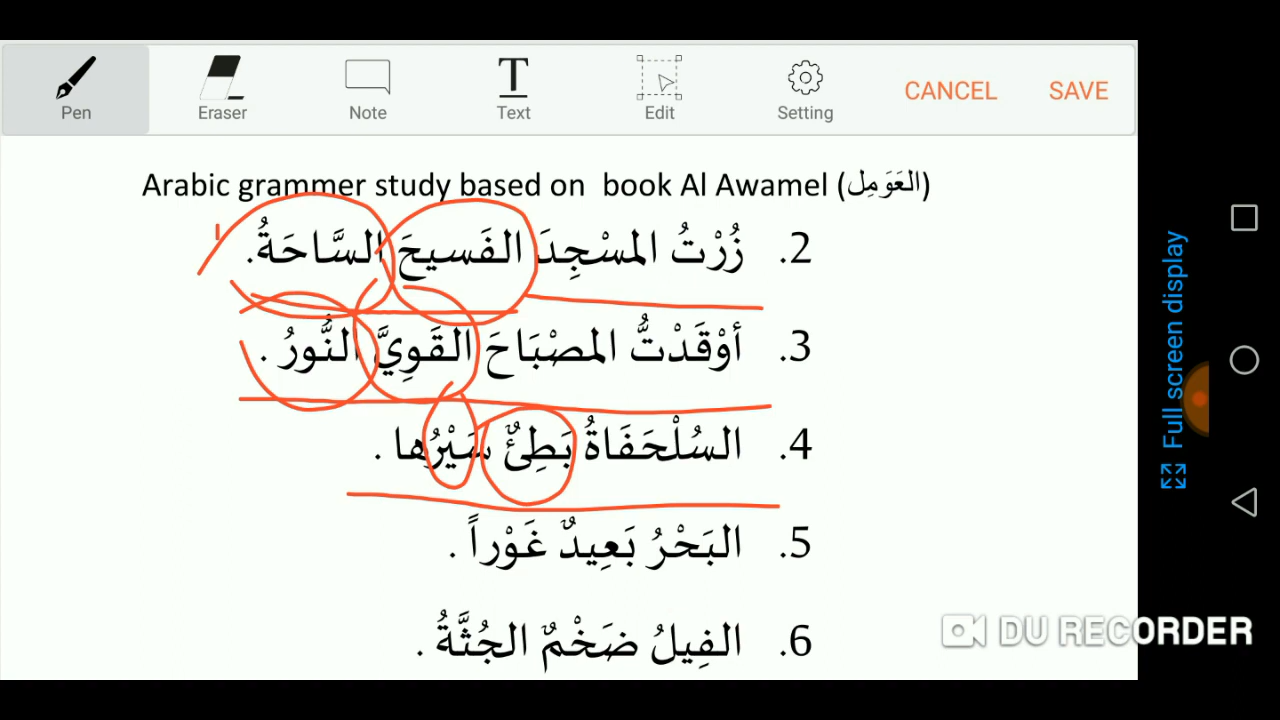 Pen
Eraser
Note
Text
Edit
Setting
CANCEL
SAVE
Arabic grammer study based on book Al Awamel (العَوَمِل)
2. زُرْتُ المسْجِدَ الفَسيحَ السَّاحَةُ.
3. أوْقَدْتُّ المصْبَاحَ القَوِيَّ النُّورُ .
4. السُلْحَفَاةُ بَطِئٌ سَيْرُها .
5. البَحْرُ بَعِيدٌ غَوْراً .
6. الفِيلُ ضَخْمٌ الجُثَّةُ .
Full screen display
DU RECORDER